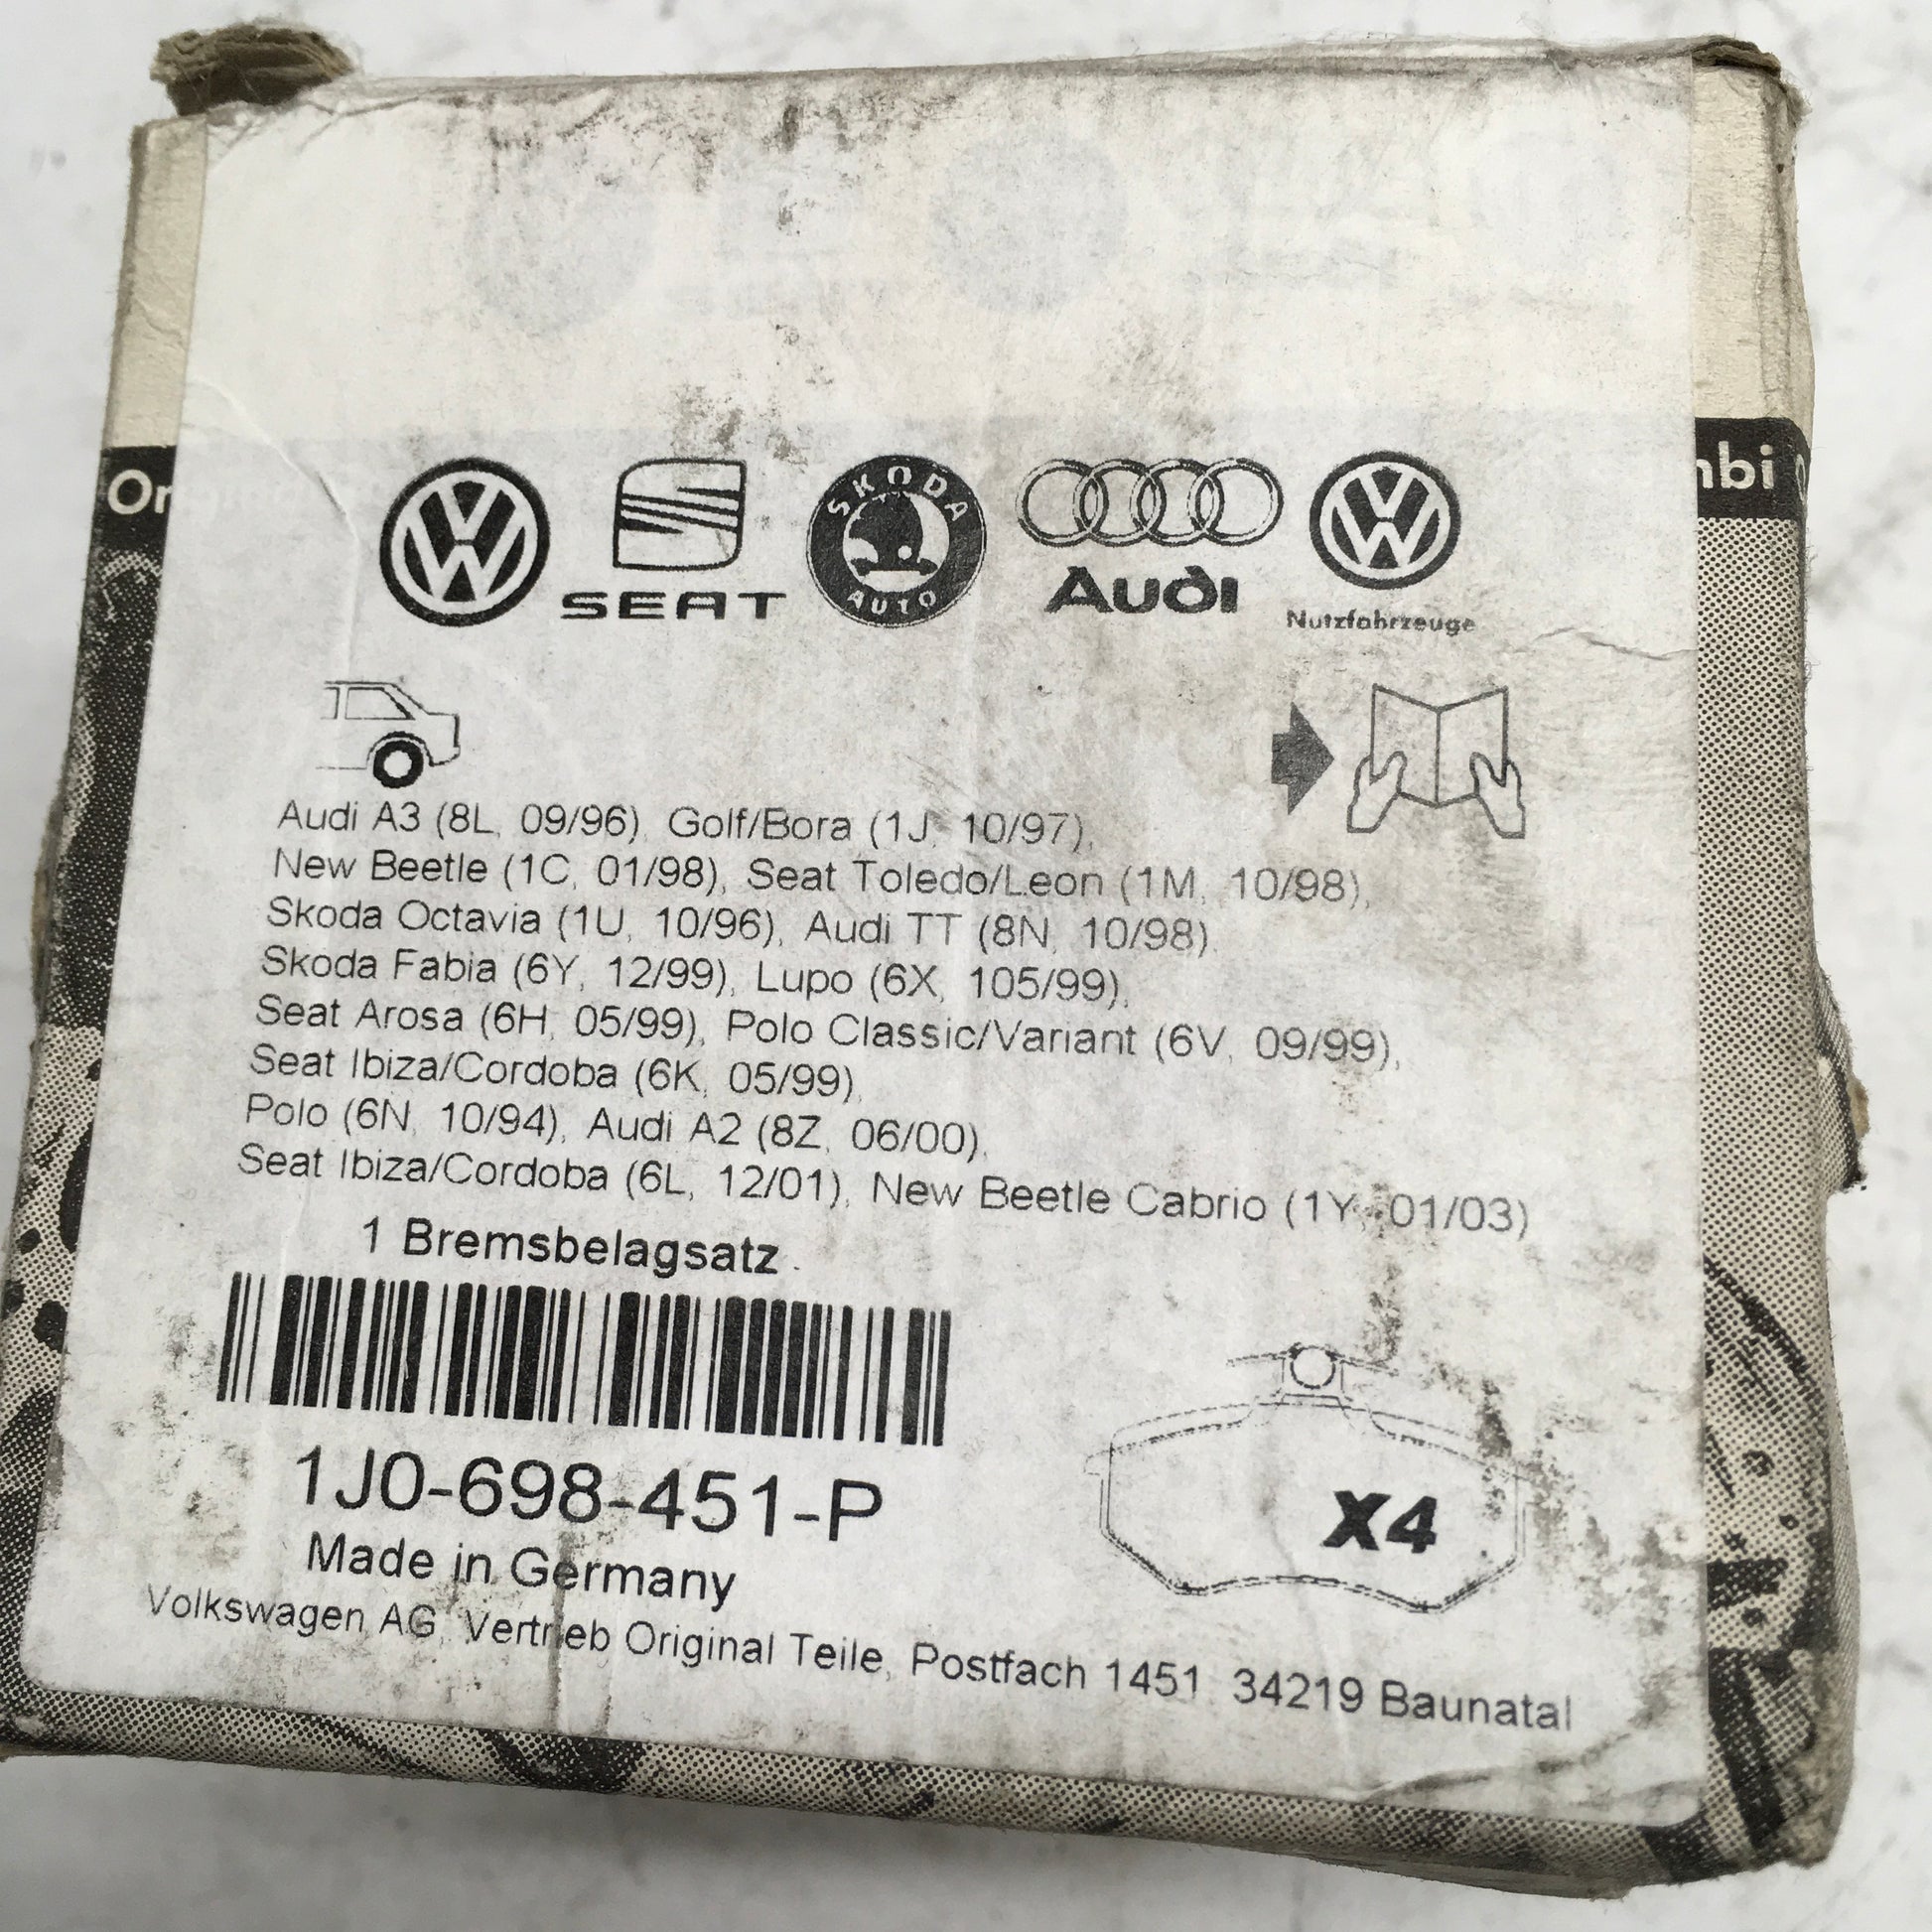 SEAT
SKODA
AUTO
Audi
Nutzfahrzeuge
Audi A3 (8L, 09/96), Golf/Bora (1J, 10/97),
New Beetle (1C, 01/98), Seat Toledo/Leon (1M, 10/98),
Skoda Octavia (1U, 10/96), Audi TT (8N, 10/98),
Skoda Fabia (6Y, 12/99), Lupo (6X, 105/99),
Seat Arosa (6H, 05/99), Polo Classic/Variant (6V, 09/99),
Seat Ibiza/Cordoba (6K, 05/99),
Polo (6N, 10/94), Audi A2 (8Z, 06/00),
Seat Ibiza/Cordoba (6L, 12/01), New Beetle Cabrio (1Y, 01/03)
1 Bremsbelagsatz
1J0-698-451-P
X4
Made in Germany
Volkswagen AG, Vertrieb Original Teile, Postfach 1451 34219 Baunatal